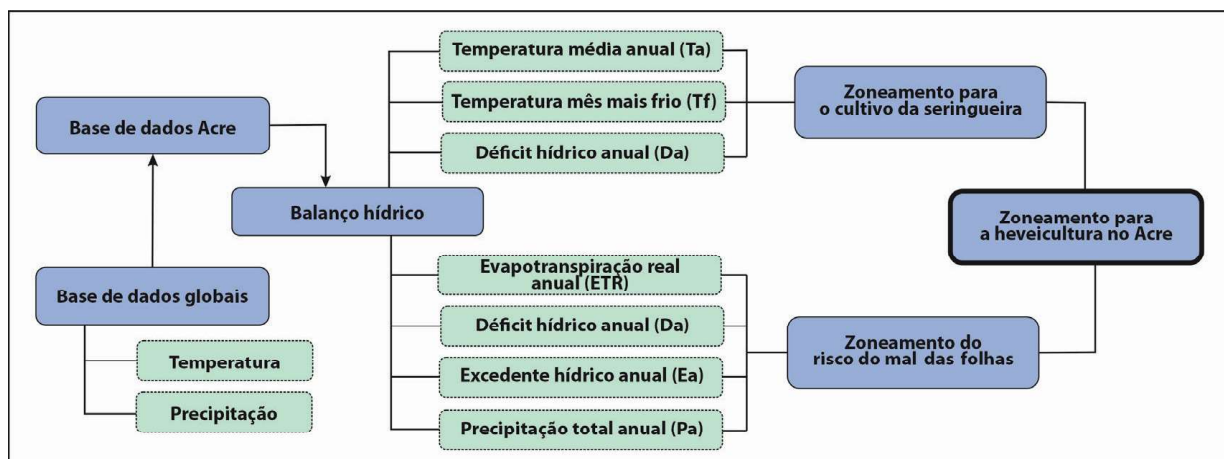 Base de dados Acre
Base de dados globais
Temperatura
Precipitação
Balanço hídrico
Temperatura média anual (Ta)
Temperatura mês mais frio (Tf)
Déficit hídrico anual (Da)
Evapotranspiração real
anual (ETR)
Déficit hídrico anual (Da)
Excedente hídrico anual (Ea)
Precipitação total anual (Pa)
Zoneamento para
o cultivo da seringueira
Zoneamento do
risco do mal das folhas
Zoneamento para
a heveicultura no Acre